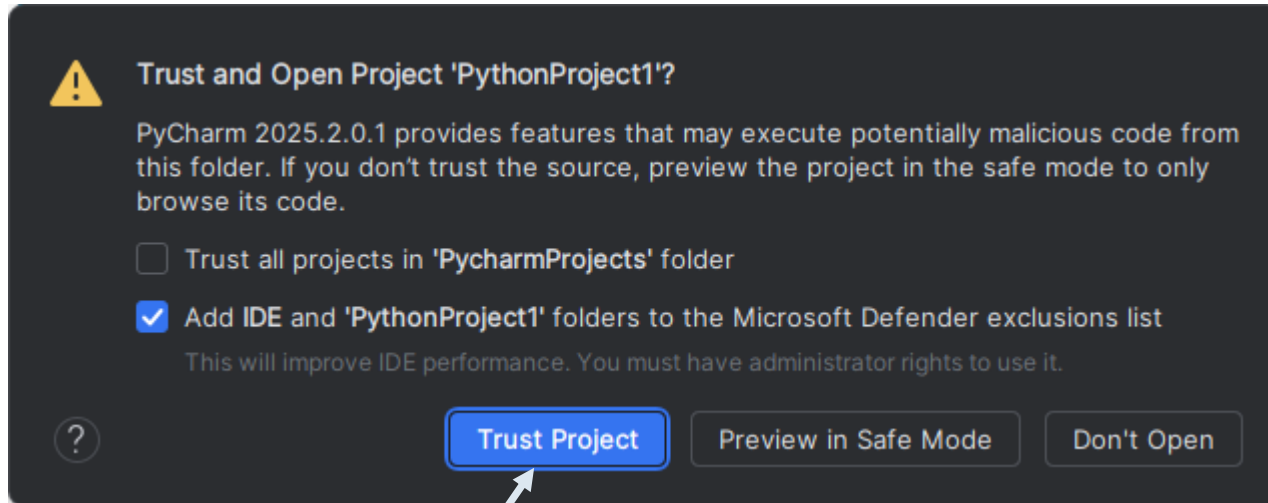 Trust and Open Project 'PythonProject1'?
PyCharm 2025.2.0.1 provides features that may execute potentially malicious code from
this folder. If you don’t trust the source, preview the project in the safe mode to only
browse its code.
Trust all projects in 'PycharmProjects' folder
Add IDE and 'PythonProject1' folders to the Microsoft Defender exclusions list
This will improve IDE performance. You must have administrator rights to use it.
? Trust Project Preview in Safe Mode Don't Open